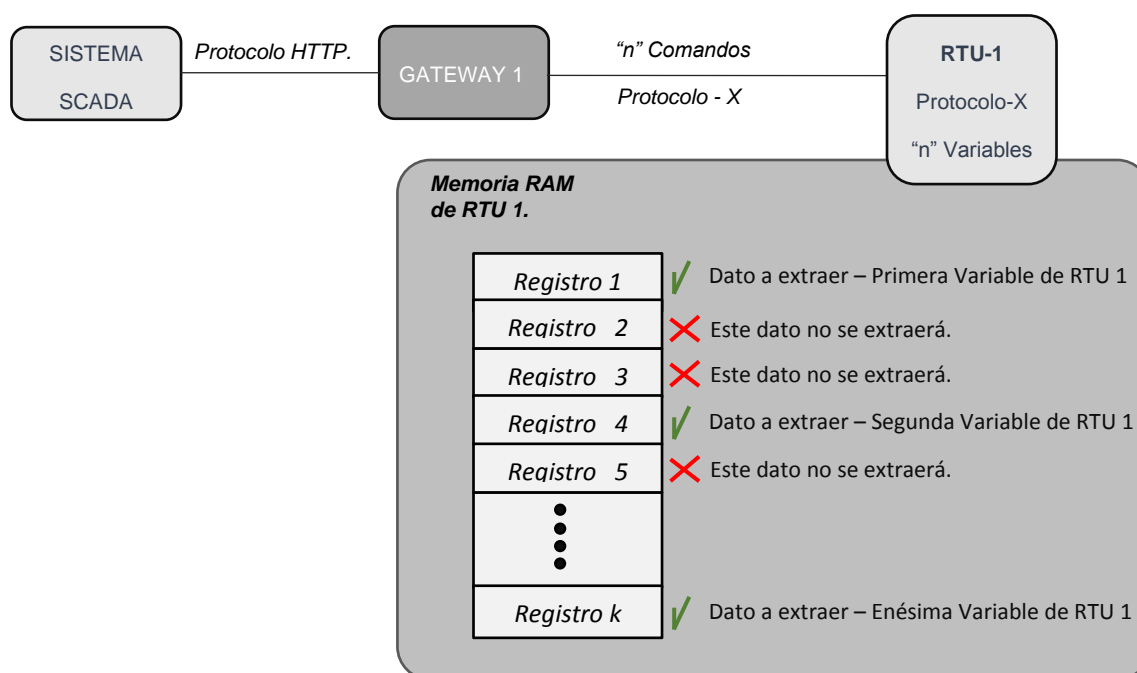 SISTEMA
SCADA
Protocolo HTTP.
GATEWAY 1
“n” Comandos
Protocolo - X
RTU-1
Protocolo-X
“n” Variables
Memoria RAM
de RTU 1.
Registro 1
Dato a extraer – Primera Variable de RTU 1
Registro 2
Este dato no se extraerá.
Registro 3
Este dato no se extraerá.
Registro 4
Dato a extraer – Segunda Variable de RTU 1
Registro 5
Este dato no se extraerá.
Registro k
Dato a extraer – Enésima Variable de RTU 1